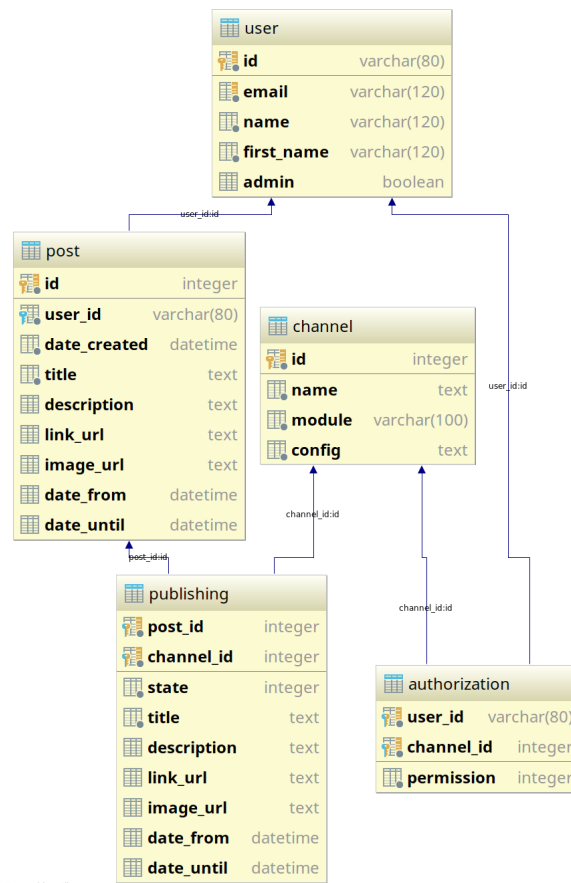 user
id varchar(80)
email varchar(120)
name varchar(120)
first_name varchar(120)
admin boolean
user_id:id
post
id integer
user_id varchar(80)
date_created datetime
title text
description text
link_url text
image_url text
date_from datetime
date_until datetime
channel
id integer
name text
module varchar(100)
config text
user_id:id
channel_id:id
post_id:id
publishing
post_id integer
channel_id integer
state integer
title text
description text
link_url text
image_url text
date_from datetime
date_until datetime
channel_id:id
authorization
user_id varchar(80)
channel_id integer
permission integer